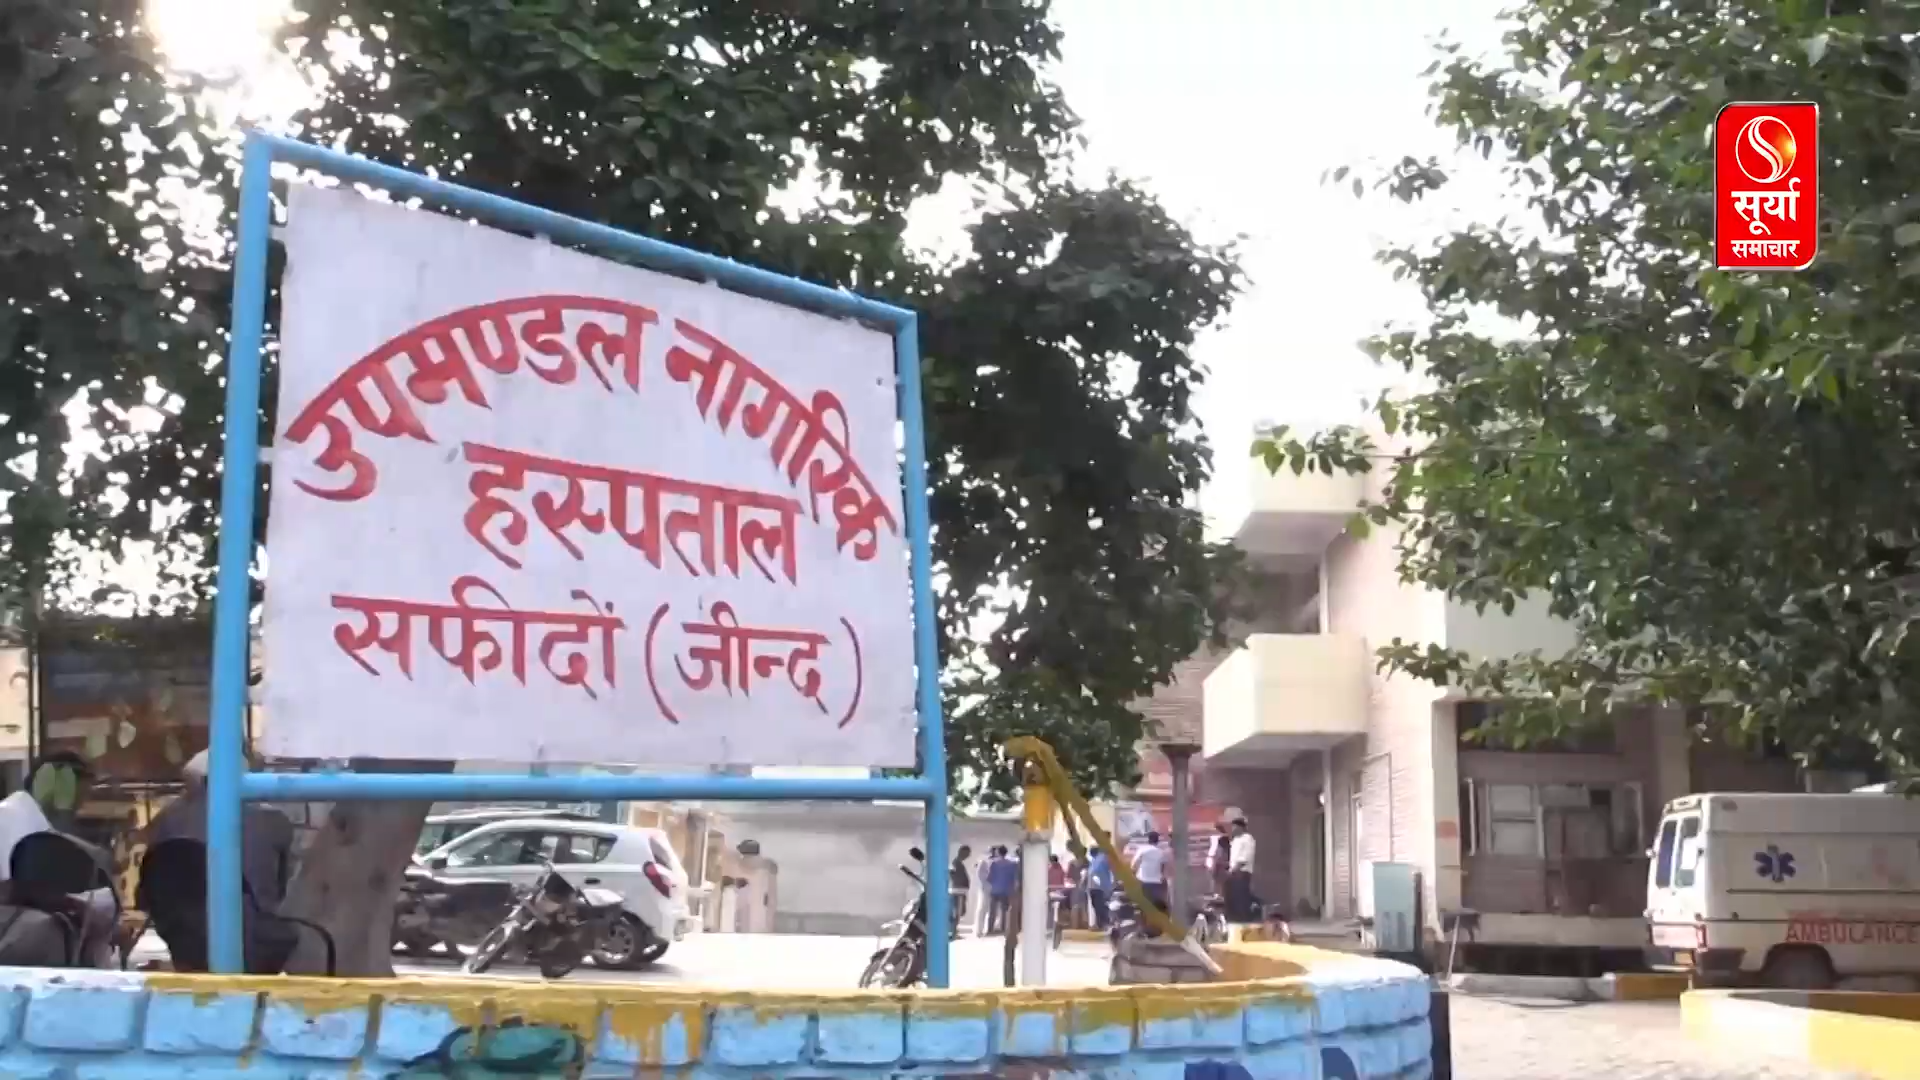 उपमण्डल नागरिक
हस्पताल
सफीदों (जीन्द)
सूर्या
समाचार
AMBULANCE